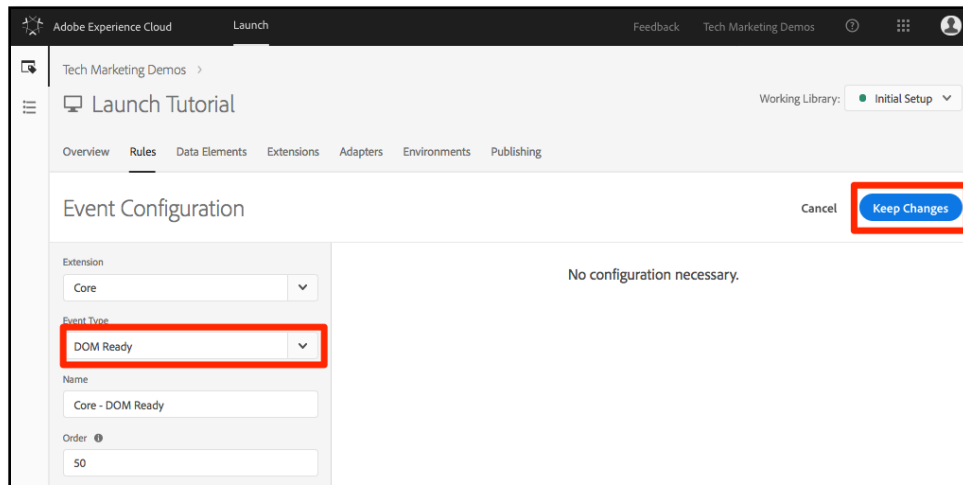 Adobe Experience Cloud Launch Feedback Tech Marketing Demos
Tech Marketing Demos >
Launch Tutorial
Working Library: Initial Setup
Overview Rules Data Elements Extensions Adapters Environments Publishing
Event Configuration
Cancel Keep Changes
Extension
Core
No configuration necessary.
Event Type
DOM Ready
Name
Core - DOM Ready
Order
50